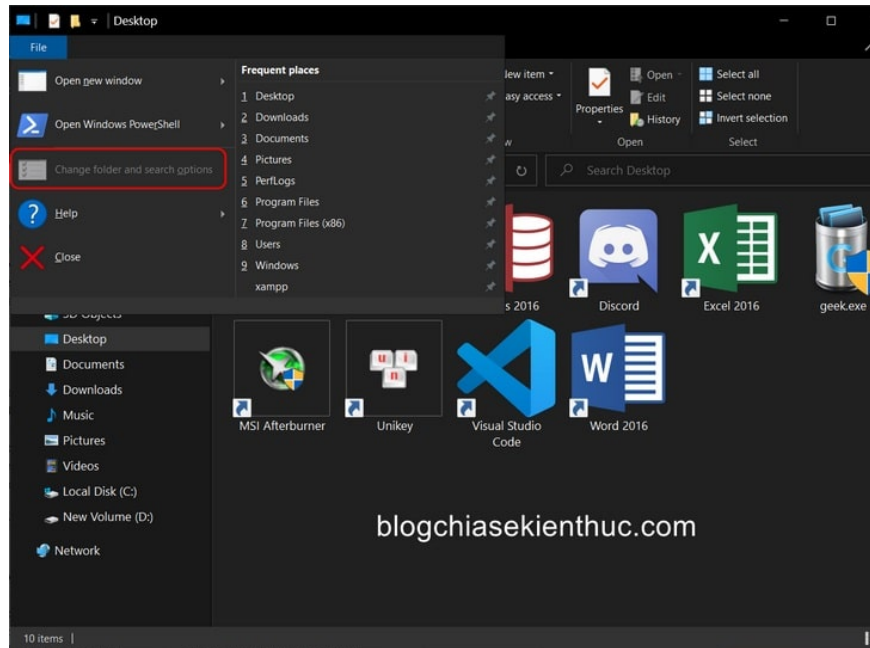 Desktop
File
Open new window
Open Windows PowerShell
Change folder and search options
Help
Close
Frequent places
1 Desktop
2 Downloads
3 Documents
4 Pictures
5 PerfLogs
6 Program Files
7 Program Files (x86)
8 Users
9 Windows
xampp
item
access
Properties
Open
Edit
History
Open
Select all
Select none
Invert selection
Select
Search Desktop
2016
Discord
Excel 2016
geek.exe
MSI Afterburner
Unikey
Visual Studio
Code
Word 2016
3D Objects
Desktop
Documents
Downloads
Music
Pictures
Videos
Local Disk (C:)
New Volume (D:)
Network
blogchiasekienthuc.com
10 items